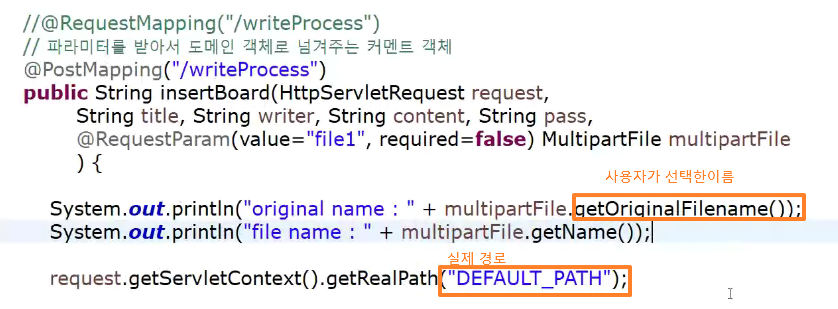 //@RequestMapping("/writeProcess")
// 파라미터를 받아서 도메인 객체로 넘겨주는 커멘트 객체
@PostMapping("/writeProcess")
public String insertBoard(HttpServletRequest request,
String title, String writer, String content, String pass,
@RequestParam(value="file1", required=false) MultipartFile multipartFile
) {
사용자가 선택한이름
System.out.println("original name : " + multipartFile.getOriginalFilename());
System.out.println("file name : " + multipartFile.getName());
실제 경로
request.getServletContext().getRealPath("DEFAULT_PATH");